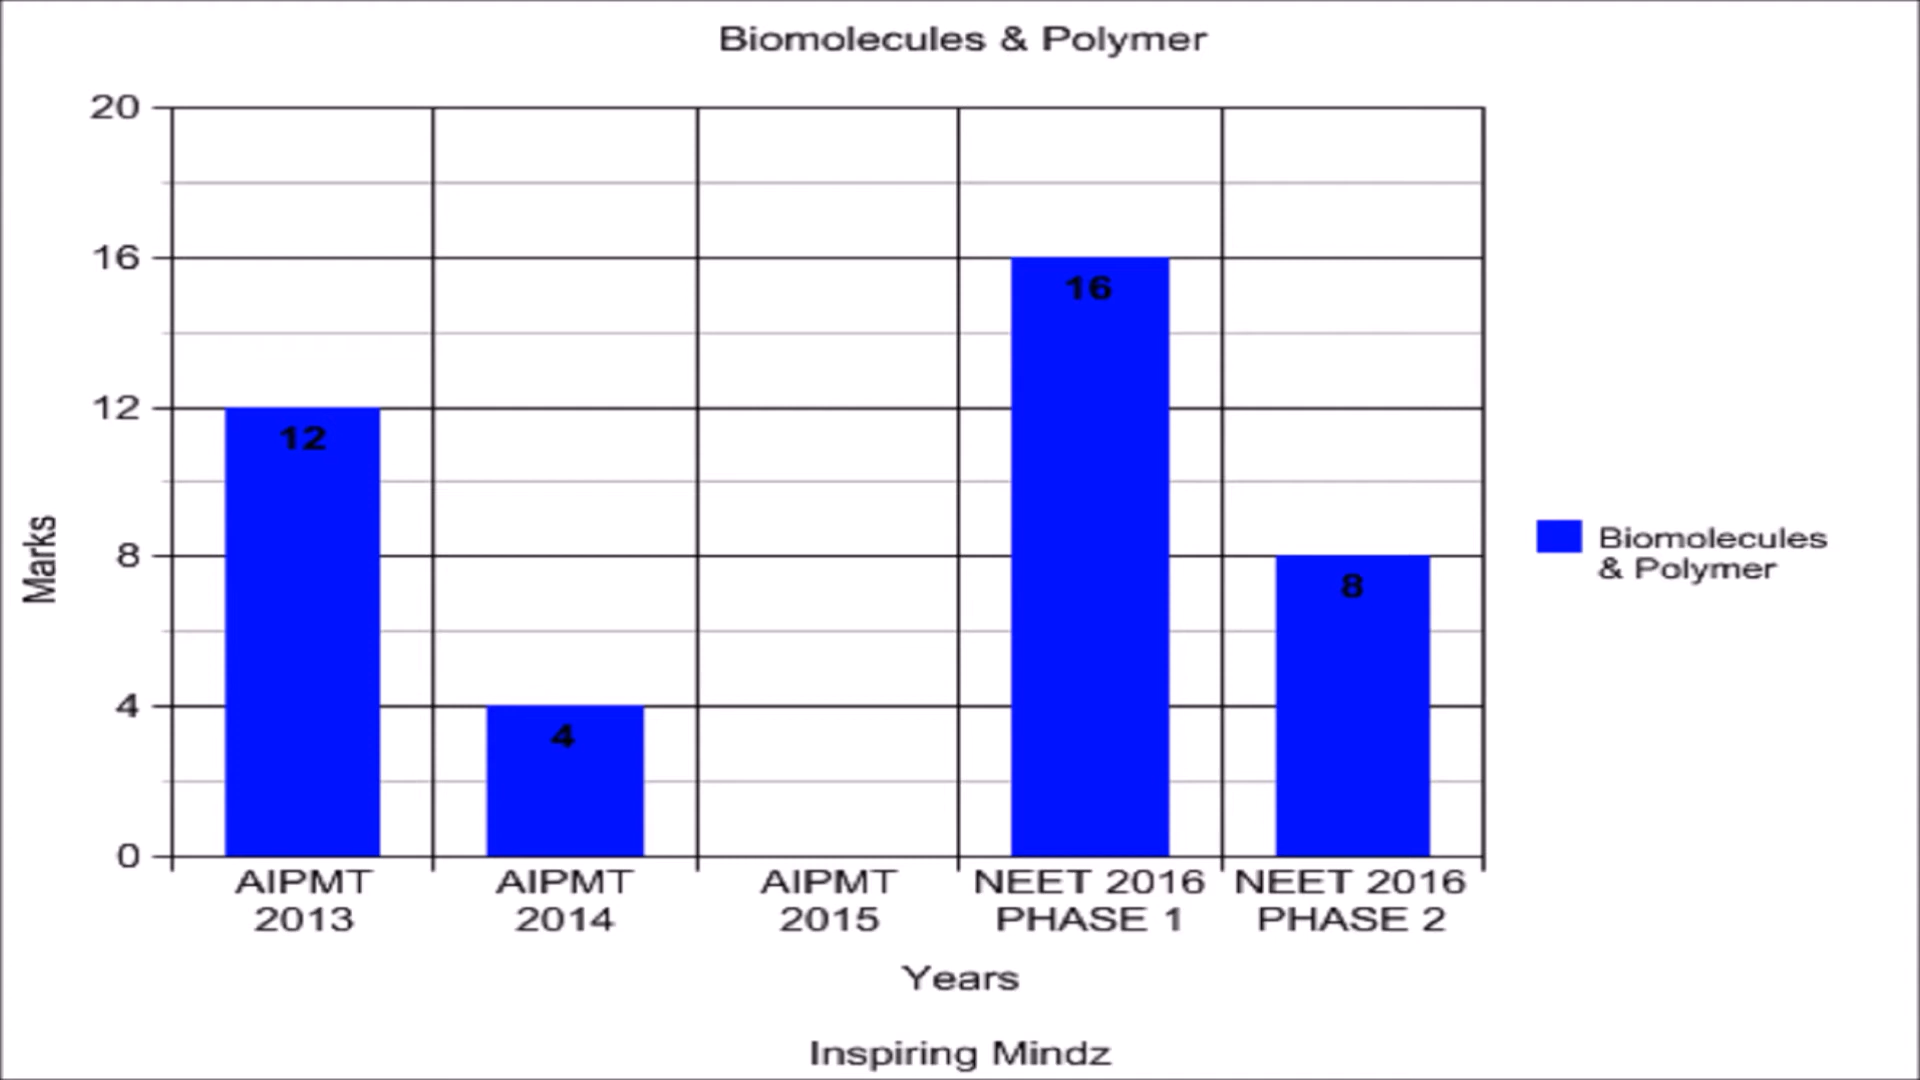 Biomolecules & Polymer
20
16
12
8
4
0
Marks
12
4
16
8
AIPMT 2013
AIPMT 2014
AIPMT 2015
NEET 2016 PHASE 1
NEET 2016 PHASE 2
Years
Inspiring Mindz
Biomolecules
& Polymer